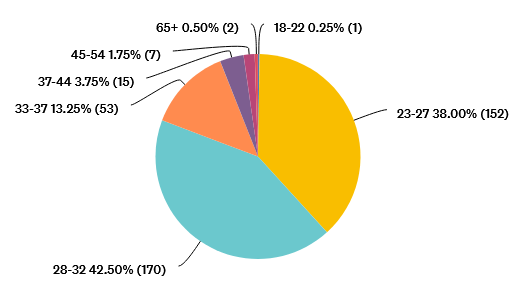 65+ 0.50% (2)
18-22 0.25% (1)
45-54 1.75% (7)
37-44 3.75% (15)
33-37 13.25% (53)
23-27 38.00% (152)
28-32 42.50% (170)